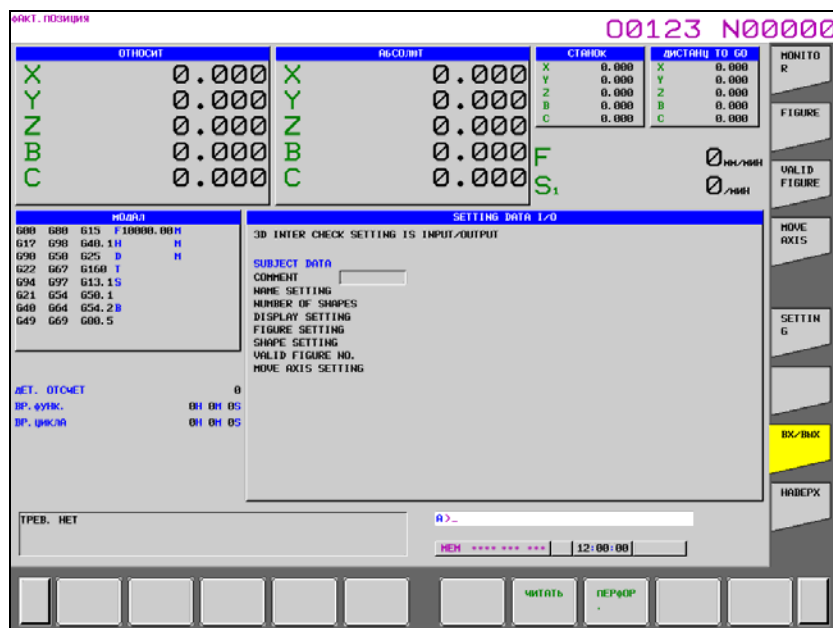 ФАКТ. ПОЗИЦИЯ
O0123 N00000
ОТНОСИТ
X 0.000
Y 0.000
Z 0.000
B 0.000
C 0.000
АБСОЛЮТ
X 0.000
Y 0.000
Z 0.000
B 0.000
C 0.000
СТАНОК
X 0.000
Y 0.000
Z 0.000
B 0.000
C 0.000
ДИСТАНЦ TO GO
X 0.000
Y 0.000
Z 0.000
B 0.000
C 0.000
F 0 ММ/МИН
S1 0 /МИН
МОДАЛ
G00 G80 G15 F10000.00M
G17 G98 G40.1H M
G90 G50 G25 D M
G22 G67 G160 T
G94 G97 G13.1S
G21 G54 G50.1
G40 G64 G54.2B
G49 G69 G80.5
ДЕТ. ОТСЧЕТ 0
ВР.ФУНК. 0H 0M 0S
ВР.ЦИКЛА 0H 0M 0S
SETTING DATA I/O
3D INTER CHECK SETTING IS INPUT/OUTPUT
SUBJECT DATA
COMMENT
NAME SETTING
NUMBER OF SHAPES
DISPLAY SETTING
FIGURE SETTING
SHAPE SETTING
VALID FIGURE NO.
MOVE AXIS SETTING
ТРЕВ. НЕТ
A>_
MEM **** *** ***
12:00:00
MONITO
R
FIGURE
VALID
FIGURE
MOVE
AXIS
SETTIN
G
ВХ/ВЫХ
НАВЕРХ
ЧИТАТЬ
ПЕРФОР
.